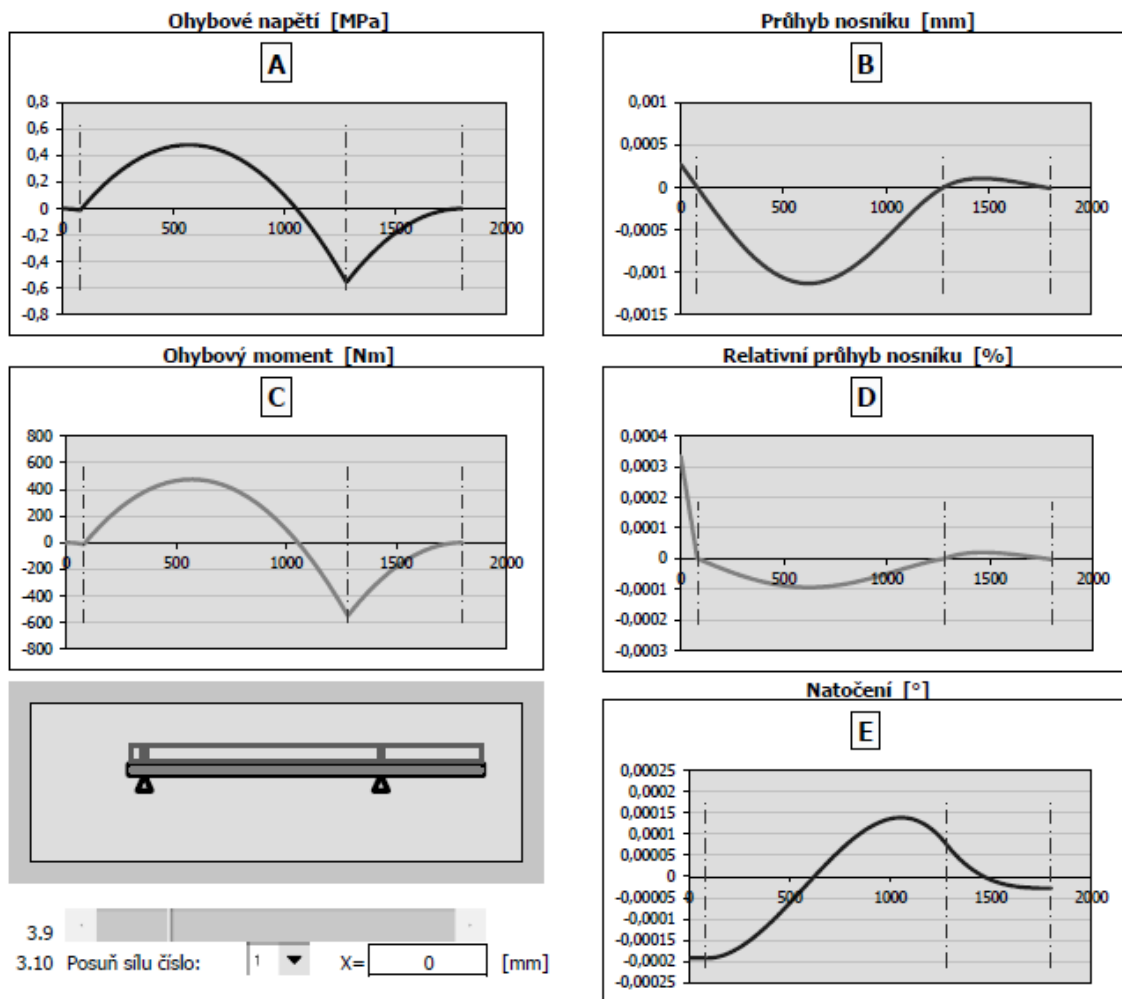 Ohybové napětí [MPa]
A
0,8
0,6
0,4
0,2
0
-0,2
-0,4
-0,6
-0,8
0 500 1000 1500 2000
Průhyb nosníku [mm]
B
0,001
0,0005
0
-0,0005
-0,001
-0,0015
0 500 1000 1500 2000
Ohybový moment [Nm]
C
800
600
400
200
0
-200
-400
-600
-800
0 500 1000 1500 2000
Relativní průhyb nosníku [%]
D
0,0004
0,0003
0,0002
0,0001
0
-0,0001
-0,0002
-0,0003
0 500 1000 1500 2000
Natočení [°]
E
0,00025
0,0002
0,00015
0,0001
0,00005
0
-0,00005
-0,0001
-0,00015
-0,0002
-0,00025
0 500 1000 1500 2000
3.9
3.10 Posuň sílu číslo: 1 X= 0 [mm]